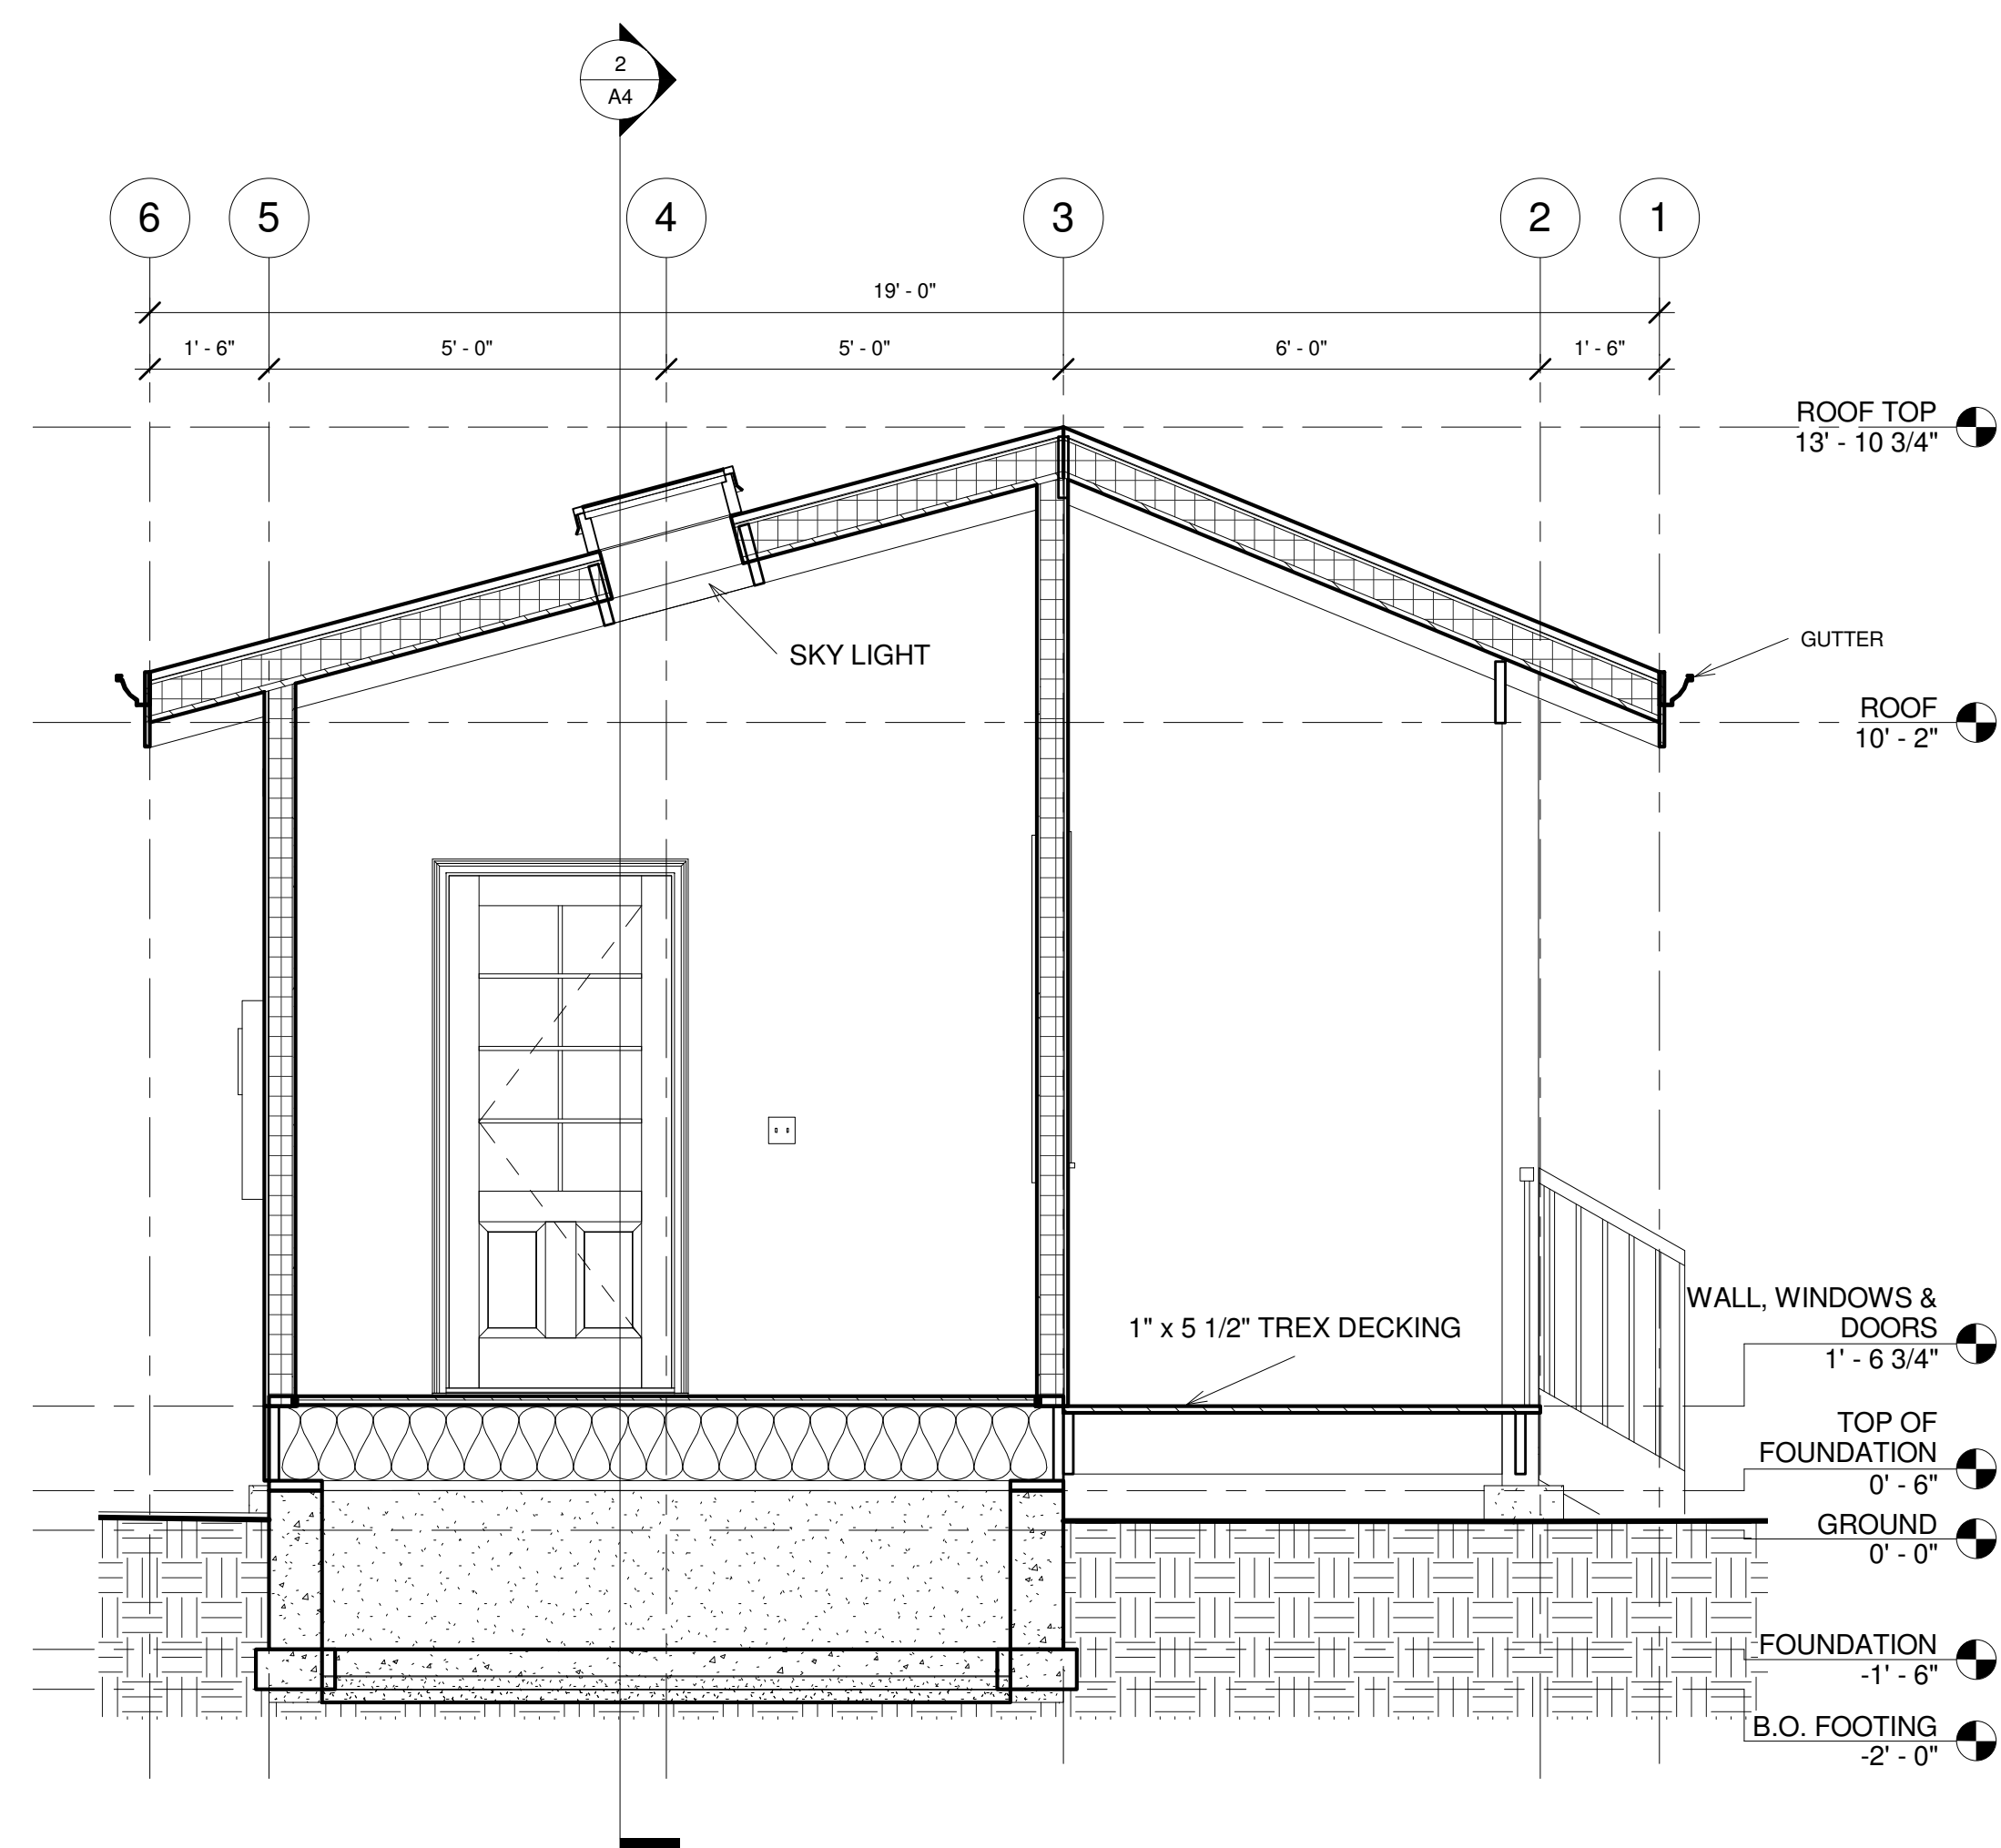 2
A4
6
5
4
3
2
1
19' - 0"
1' - 6"
5' - 0"
5' - 0"
6' - 0"
1' - 6"
ROOF TOP
13' - 10 3/4"
SKY LIGHT
GUTTER
ROOF
10' - 2"
WALL, WINDOWS &
DOORS
1' - 6 3/4"
1" x 5 1/2" TREX DECKING
TOP OF
FOUNDATION
0' - 6"
GROUND
0' - 0"
FOUNDATION
-1' - 6"
B.O. FOOTING
-2' - 0"